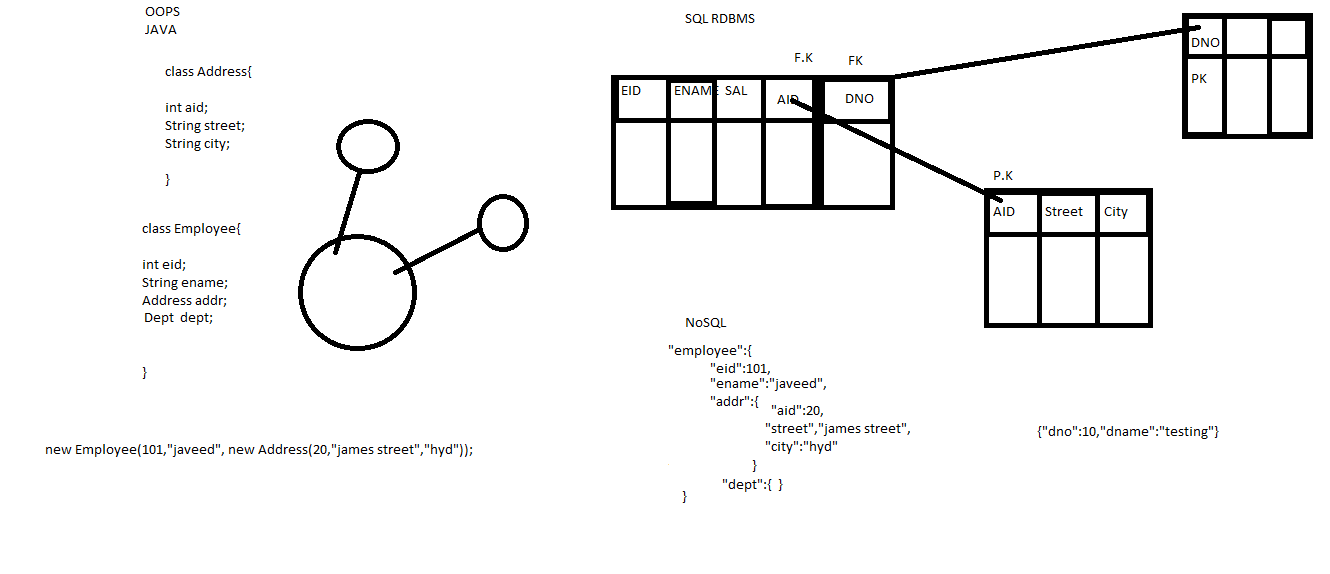 OOPS
JAVA
class Address{
int aid;
String street;
String city;
}
class Employee{
int eid;
String ename;
Address addr;
Dept dept;
}
new Employee(101,"javeed", new Address(20,"james street","hyd"));
SQL RDBMS
F.K FK
EID ENAME SAL AID DNO
DNO
PK
P.K
AID Street City
NoSQL
"employee":{
"eid":101,
"ename":"javeed",
"addr":{
"aid":20,
"street","james street",
"city":"hyd"
}
"dept":{ }
}
{"dno":10,"dname":"testing"}